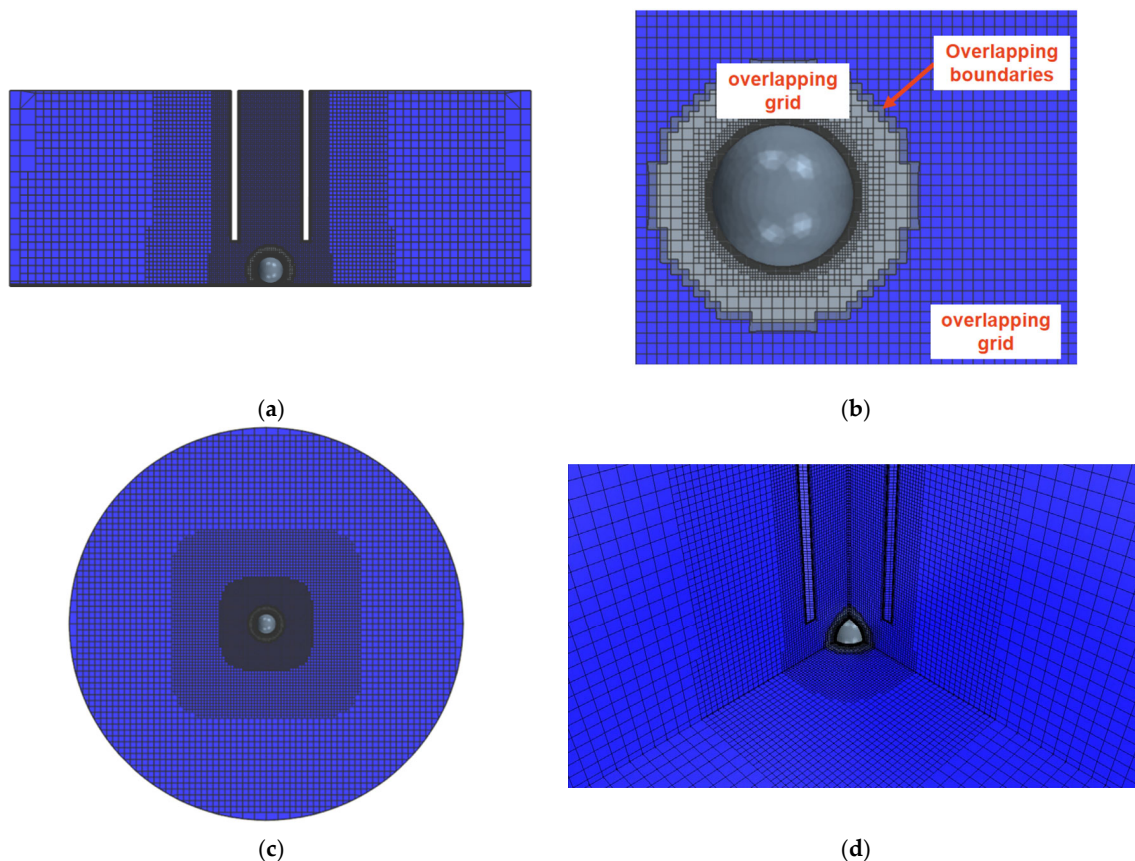 overlapping
grid
Overlapping
boundaries
overlapping
grid
(a)
(b)
(c)
(d)